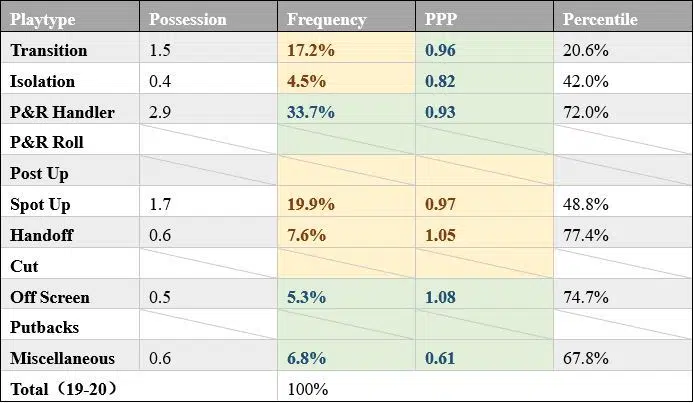 Playtype Possession Frequency PPP Percentile
Transition 1.5 17.2% 0.96 20.6%
Isolation 0.4 4.5% 0.82 42.0%
P&R Handler 2.9 33.7% 0.93 72.0%
P&R Roll
Post Up
Spot Up 1.7 19.9% 0.97 48.8%
Handoff 0.6 7.6% 1.05 77.4%
Cut
Off Screen 0.5 5.3% 1.08 74.7%
Putbacks
Miscellaneous 0.6 6.8% 0.61 67.8%
Total（19-20） 100%